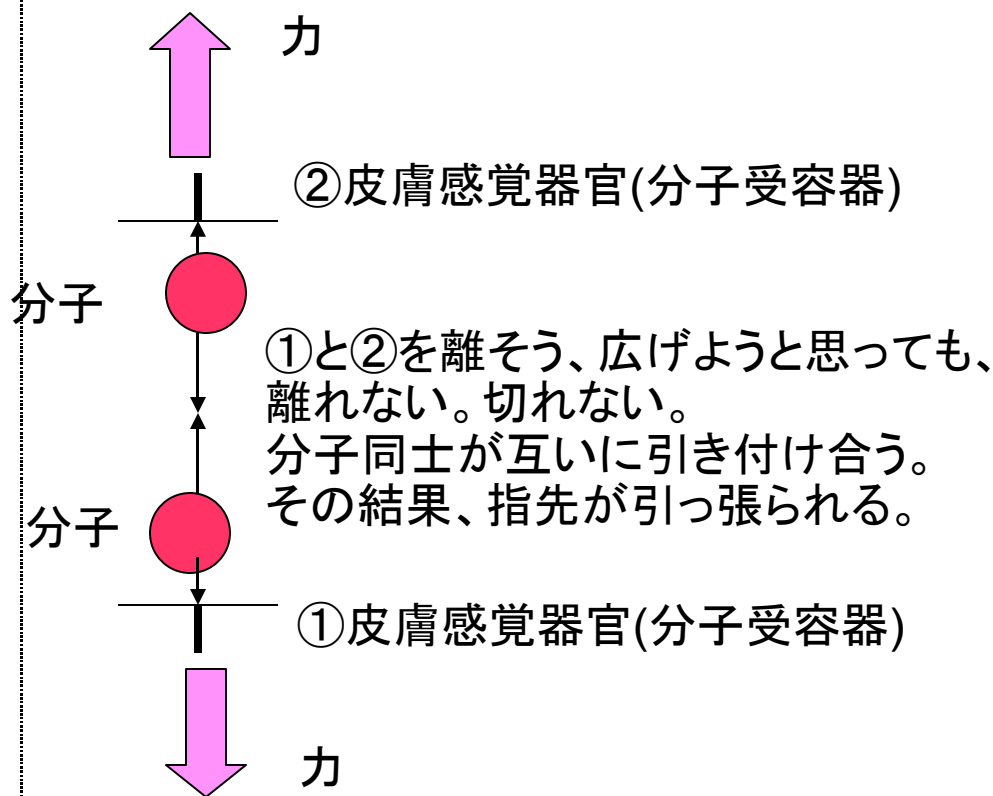 力
②皮膚感覚器官(分子受容器)
分子
①と②を離そう、広げようと思っても、
離れない。切れない。
分子同士が互いに引き付け合う。
その結果、指先が引っ張られる。
分子
①皮膚感覚器官(分子受容器)
力